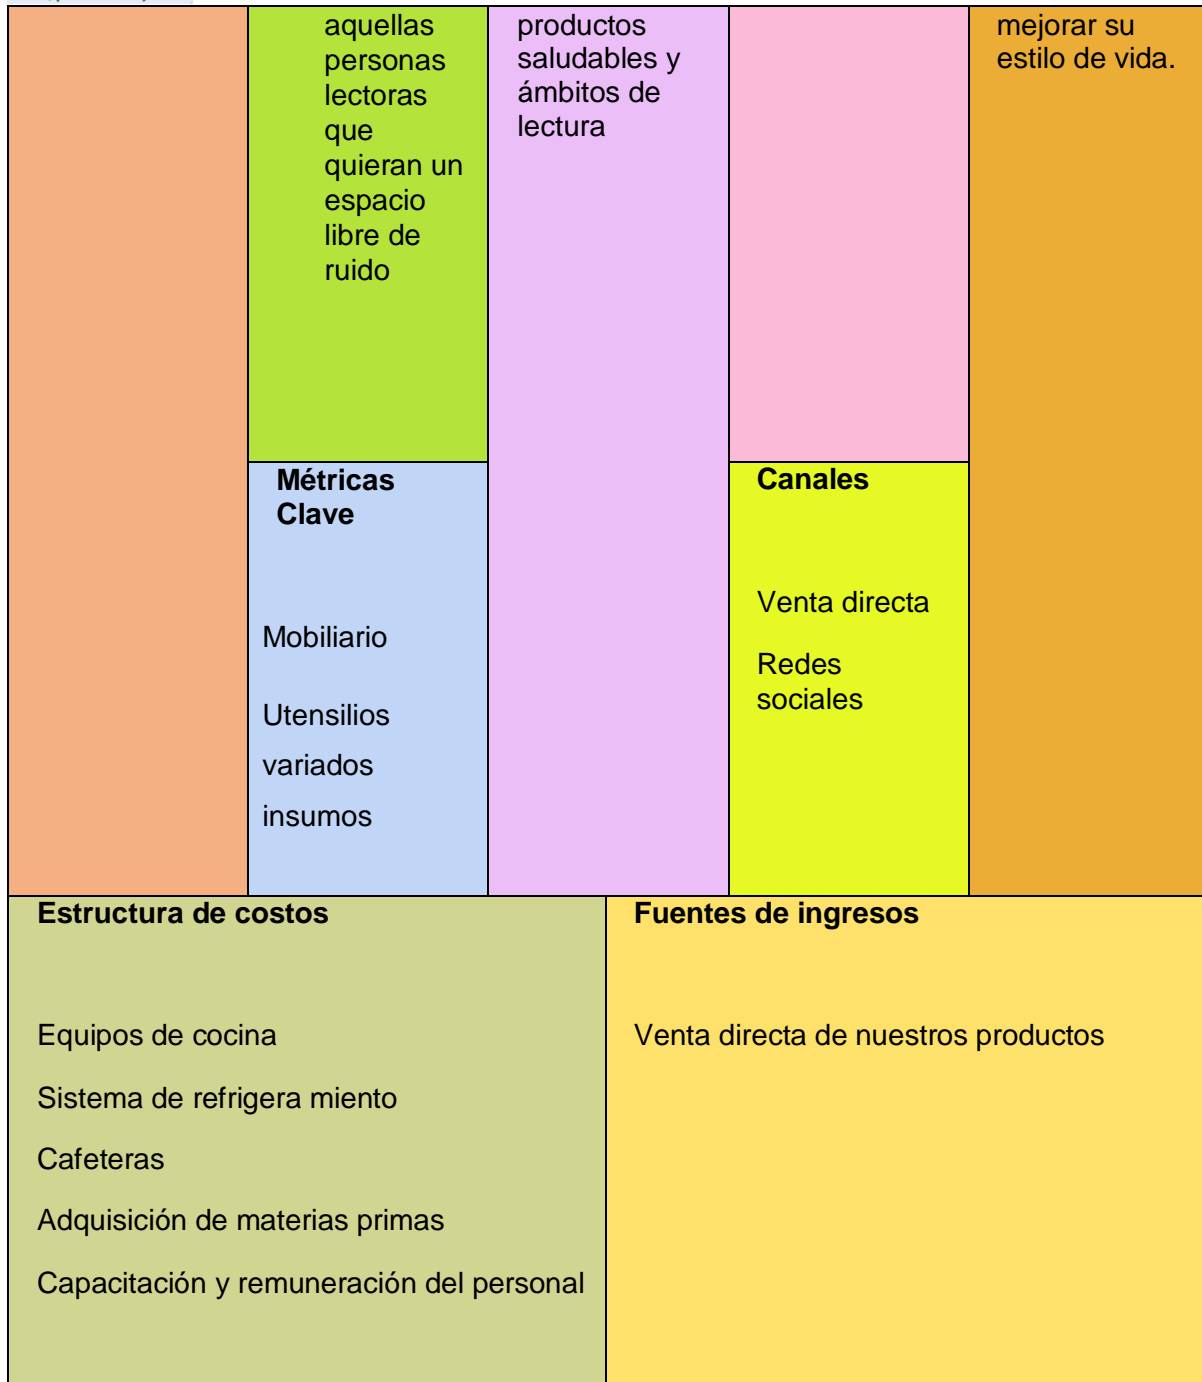 aquellas
personas
lectoras
que
quieran un
espacio
libre de
ruido
productos
saludables y
ámbitos de
lectura
mejorar su
estilo de vida.
Métricas
Clave
Mobiliario
Utensilios
variados
insumos
Canales
Venta directa
Redes
sociales
Estructura de costos
Equipos de cocina
Sistema de refrigera miento
Cafeteras
Adquisición de materias primas
Capacitación y remuneración del personal
Fuentes de ingresos
Venta directa de nuestros productos